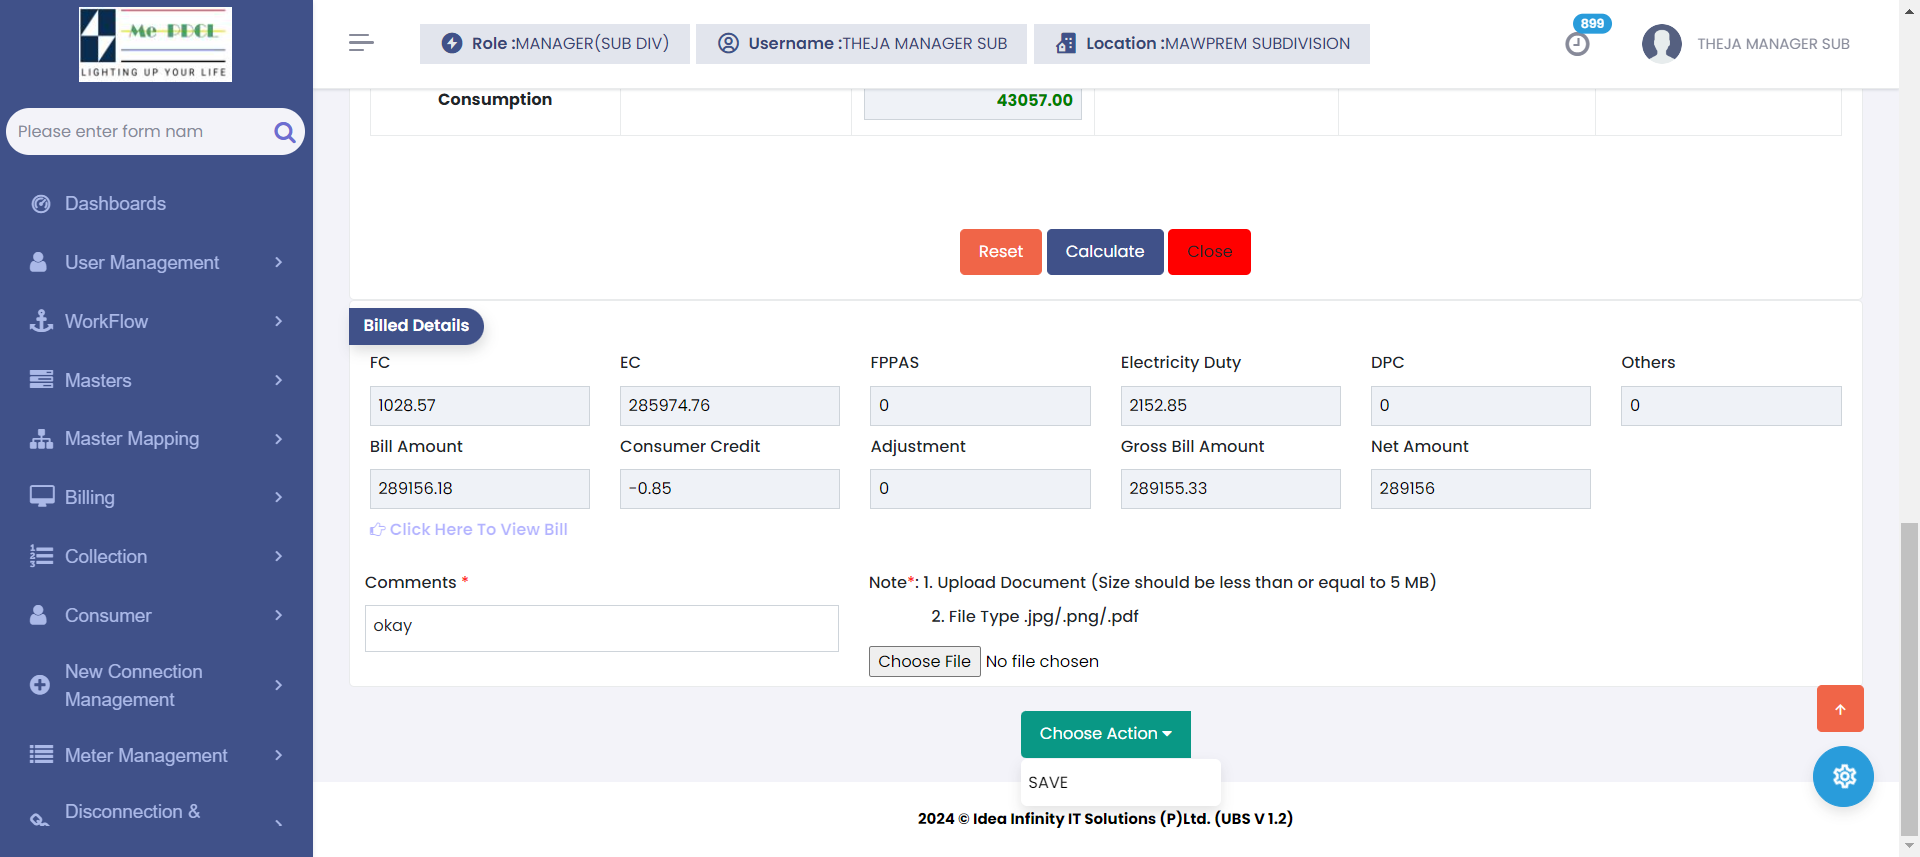 Me PDCL
LIGHTING UP YOUR LIFE
Please enter form nam
Dashboards
User Management
WorkFlow
Masters
Master Mapping
Billing
Collection
Consumer
New Connection
Management
Meter Management
Disconnection &
Role :MANAGER(SUB DIV)
Username :THEJA MANAGER SUB
Location :MAWPREM SUBDIVISION
899
THEJA MANAGER SUB
Consumption
43057.00
Reset
Calculate
Close
Billed Details
FC EC FPPAS Electricity Duty DPC Others
1028.57 285974.76 0 2152.85 0 0
Bill Amount Consumer Credit Adjustment Gross Bill Amount Net Amount
289156.18 -0.85 0 289155.33 289156
Click Here To View Bill
Comments *
okay
Note*: 1. Upload Document (Size should be less than or equal to 5 MB)
2. File Type .jpg/.png/.pdf
Choose File No file chosen
Choose Action
SAVE
2024 © Idea Infinity IT Solutions (P)Ltd. (UBS V 1.2)